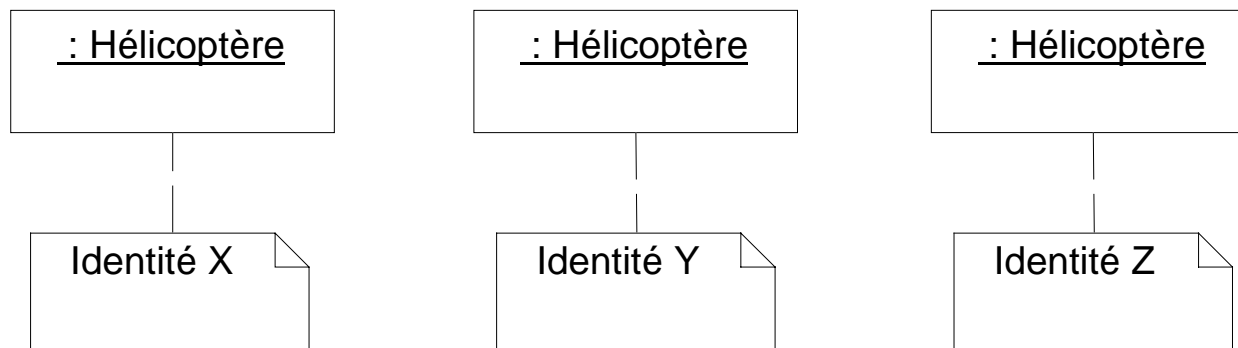 : Hélicoptère
: Hélicoptère
: Hélicoptère
Identité X
Identité Y
Identité Z